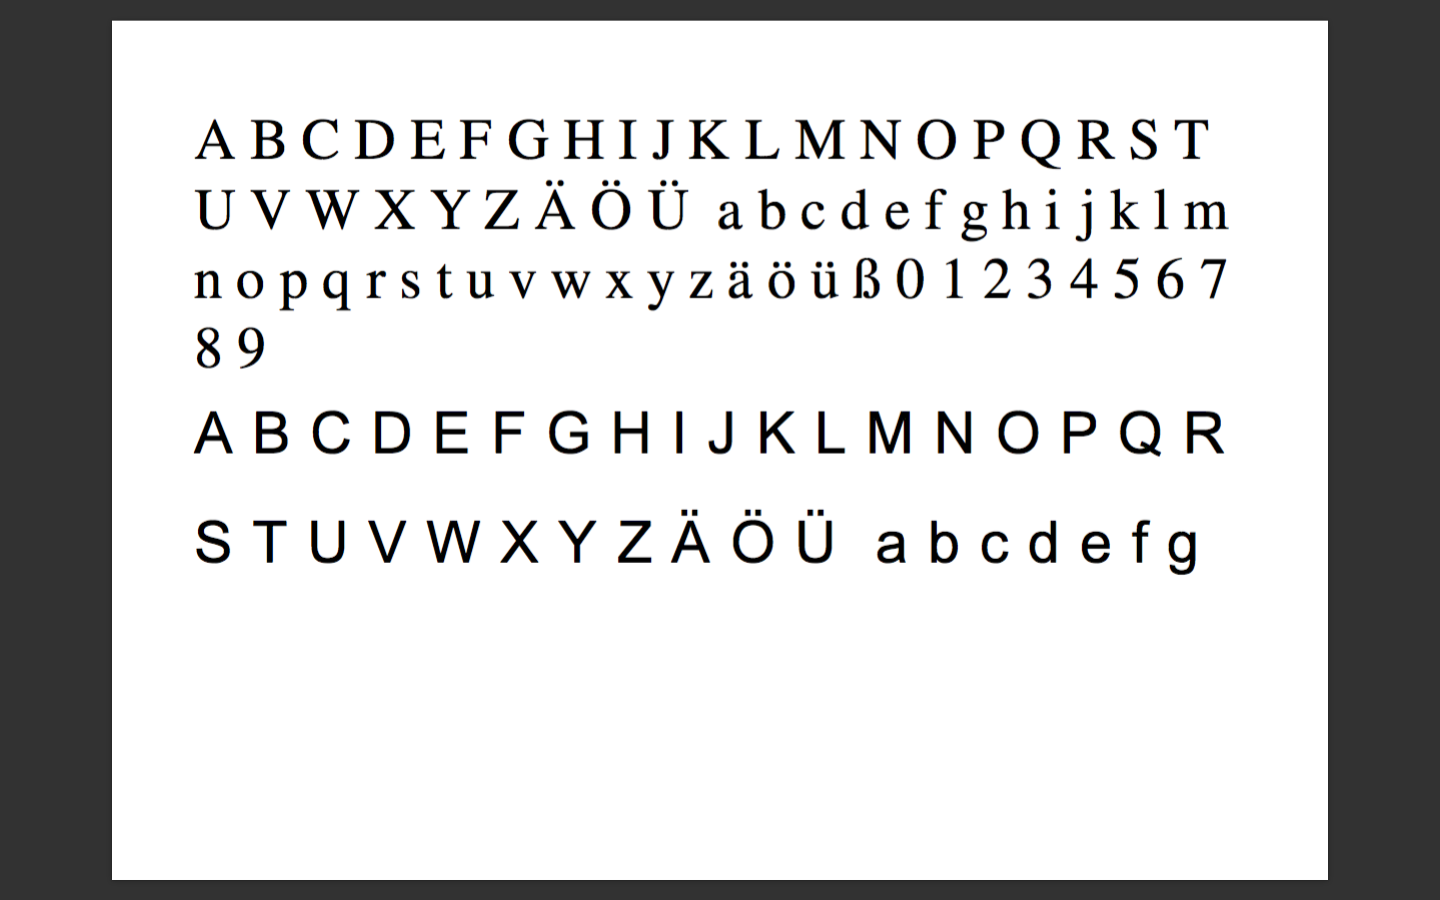 A B C D E F G H I J K L M N O P Q R S T
U V W X Y Z Ä Ö Ü a b c d e f g h i j k l m
n o p q r s t u v w x y z ä ö ü ß 0 1 2 3 4 5 6 7
8 9
A B C D E F G H I J K L M N O P Q R
S T U V W X Y Z Ä Ö Ü a b c d e f g